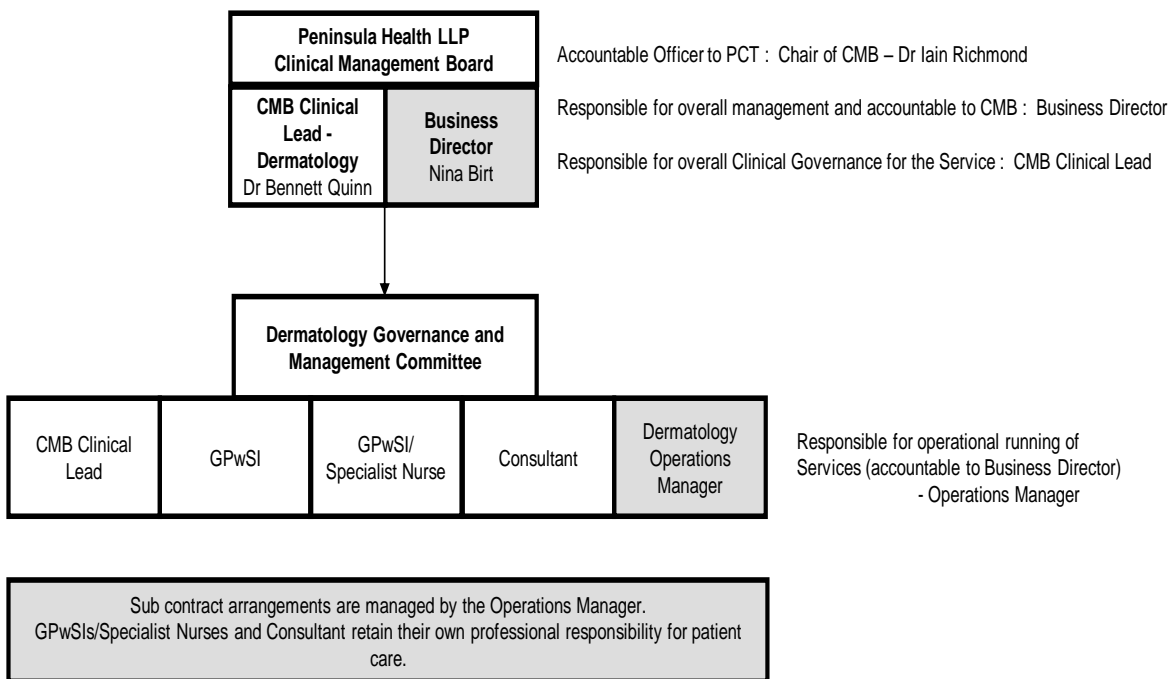 Peninsula Health LLP
Clinical Management Board
Accountable Officer to PCT : Chair of CMB – Dr Iain Richmond
CMB Clinical
Lead -
Dermatology
Dr Bennett Quinn
Business
Director
Nina Birt
Responsible for overall management and accountable to CMB : Business Director
Responsible for overall Clinical Governance for the Service : CMB Clinical Lead
Dermatology Governance and
Management Committee
CMB Clinical
Lead
GPwSI
GPwSI/
Specialist Nurse
Consultant
Dermatology
Operations
Manager
Responsible for operational running of
Services (accountable to Business Director)
- Operations Manager
Sub contract arrangements are managed by the Operations Manager.
GPwSIs/Specialist Nurses and Consultant retain their own professional responsibility for patient
care.